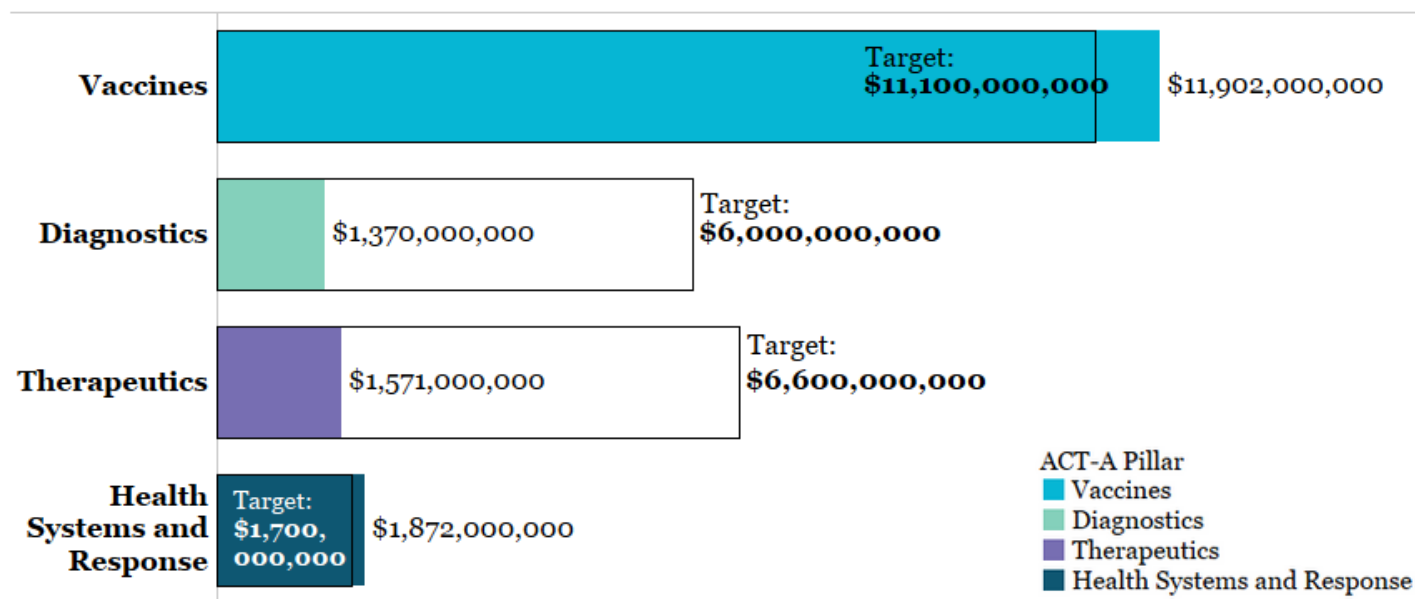 Vaccines
Target:
$11,100,000,000
$11,902,000,000
Diagnostics
$1,370,000,000
Target:
$6,000,000,000
Therapeutics
$1,571,000,000
Target:
$6,600,000,000
Health
Systems and
Response
Target:
$1,700,
000,000
$1,872,000,000
ACT-A Pillar
Vaccines
Diagnostics
Therapeutics
Health Systems and Response